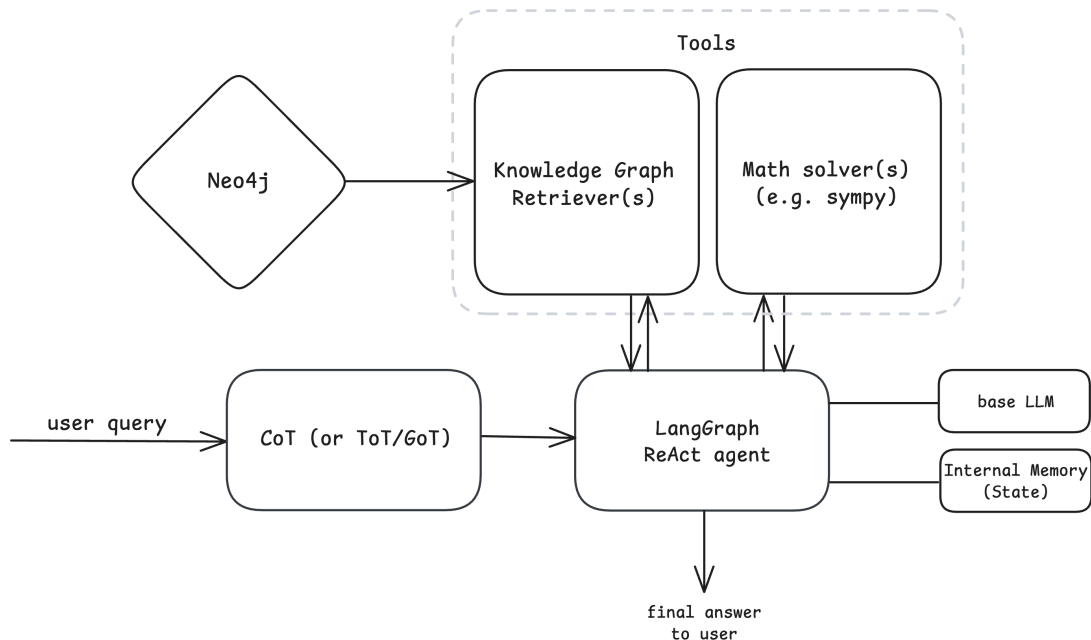 Tools
Neo4j
Knowledge Graph
Retriever(s)
Math solver(s)
(e.g. sympy)
user query
CoT (or ToT/GoT)
LangGraph
ReAct agent
base LLM
Internal Memory
(State)
final answer
to user